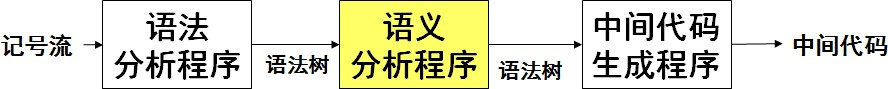 记号流
语法
分析程序
语法树
语义
分析程序
语法树
中间代码
生成程序
中间代码